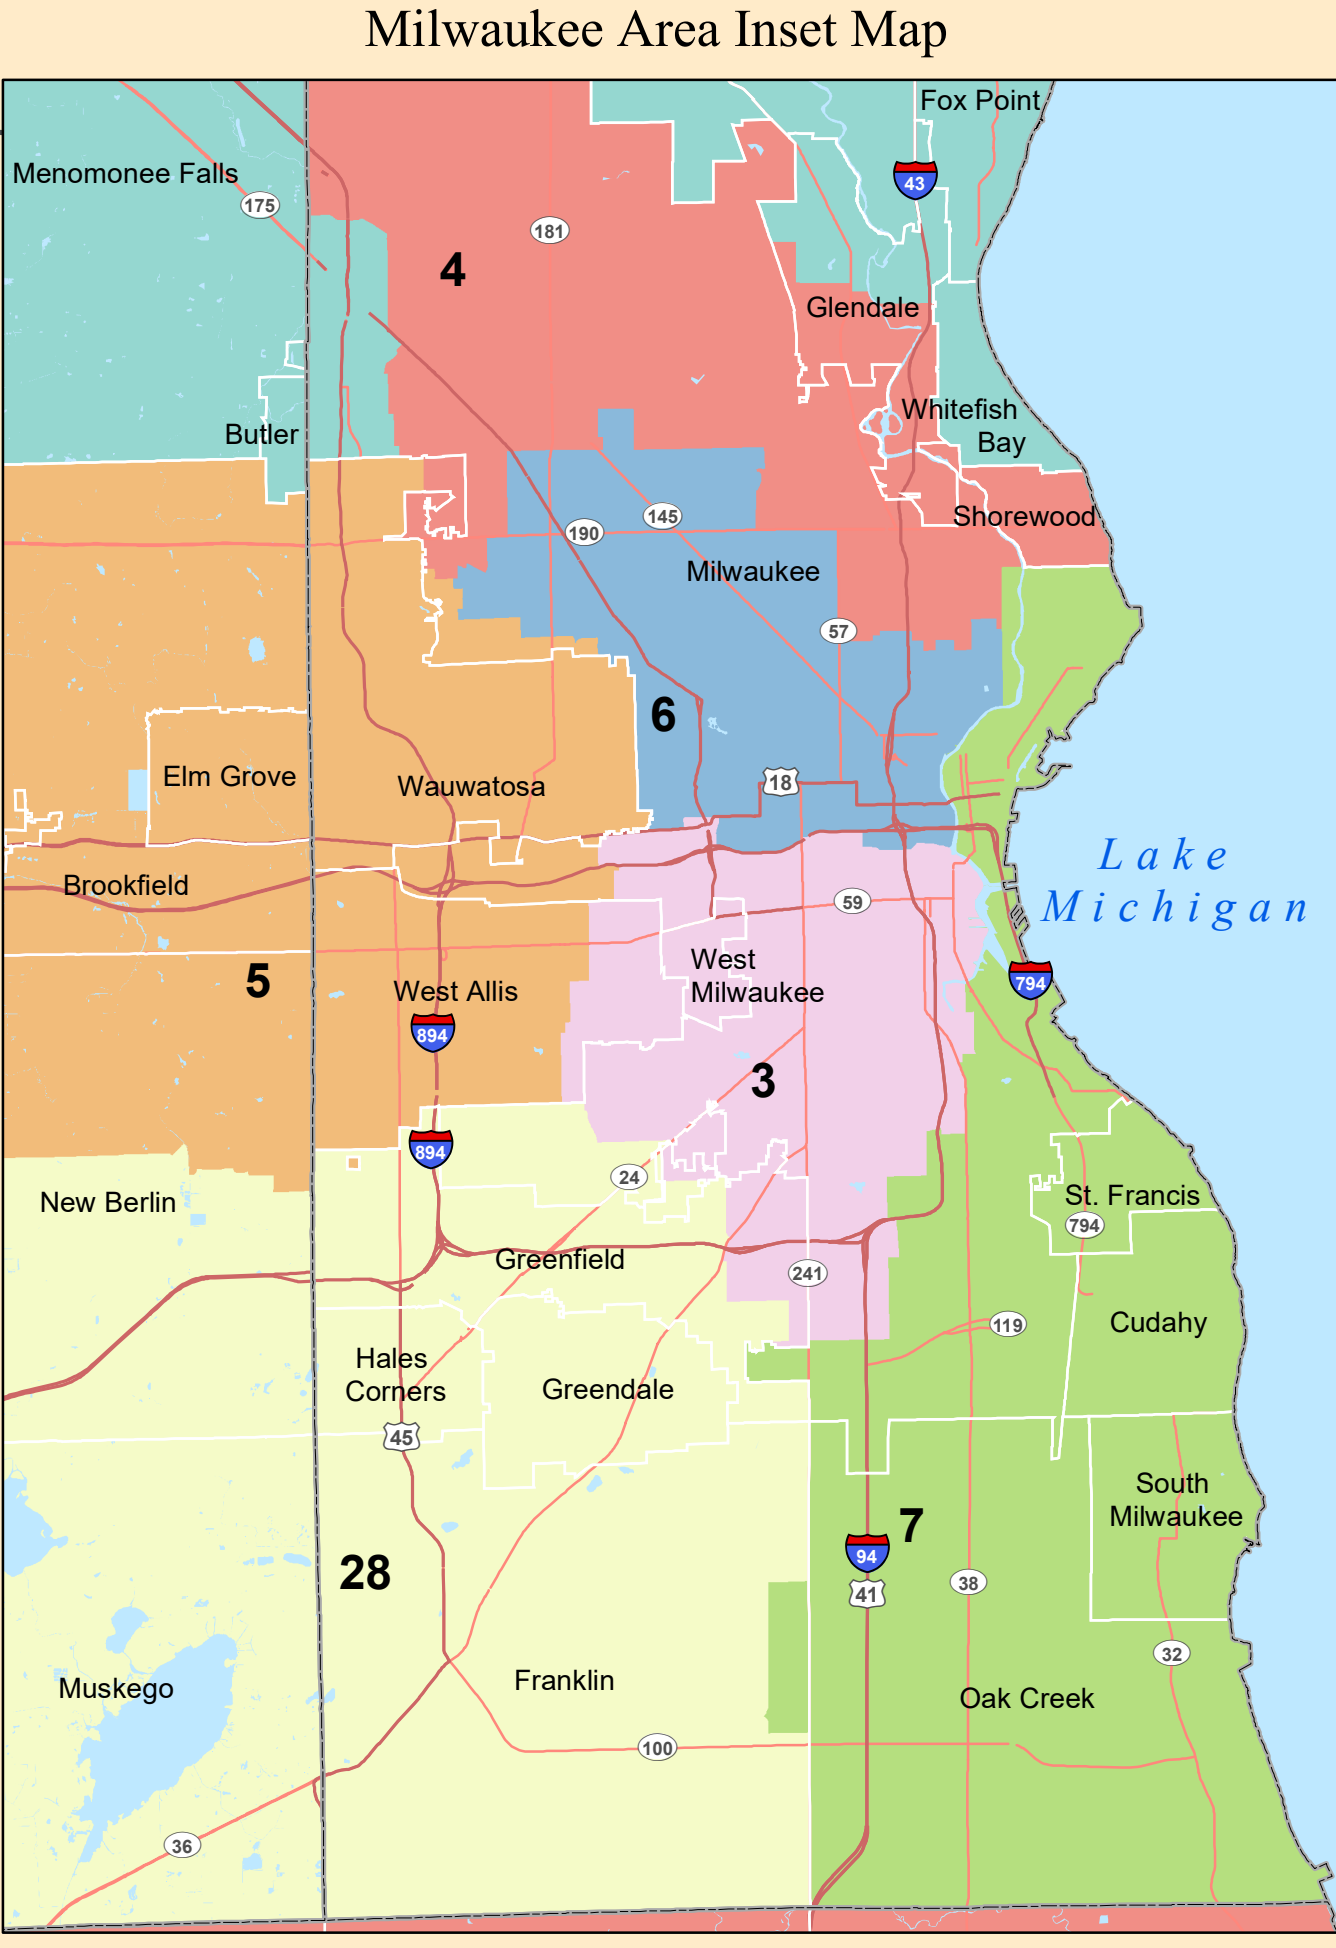 Milwaukee Area Inset Map
Fox Point
Menomonee Falls
43
175
181
4
Glendale
Whitefish
Bay
Butler
Shorewood
145
190
Milwaukee
57
6
18
Elm Grove
Wauwatosa
Lake
Michigan
Brookfield
59
West
Milwaukee
5
West Allis
794
894
3
894
24
New Berlin
St. Francis
794
Greenfield
241
119
Cudahy
Hales
Corners
Greendale
45
South
Milwaukee
7
94
28
38
41
32
Muskego
Franklin
Oak Creek
100
36